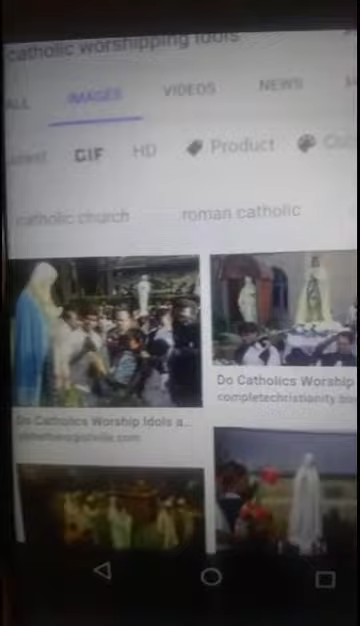 catholic worshipping idols
ALL IMAGES VIDEOS NEWS
GIF HD Product
catholic church roman catholic
Do Catholics Worship Idols a...
Do Catholics Worship
completechristianity.